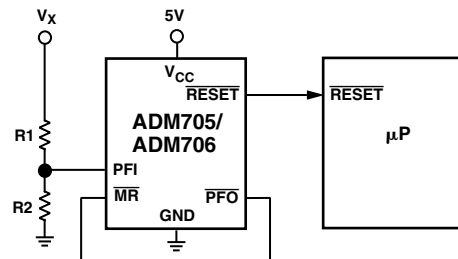 VX
5V
VCC
RESET
RESET
R1
ADM705/
ADM706
μP
PFI
MR
PFO
R2
GND